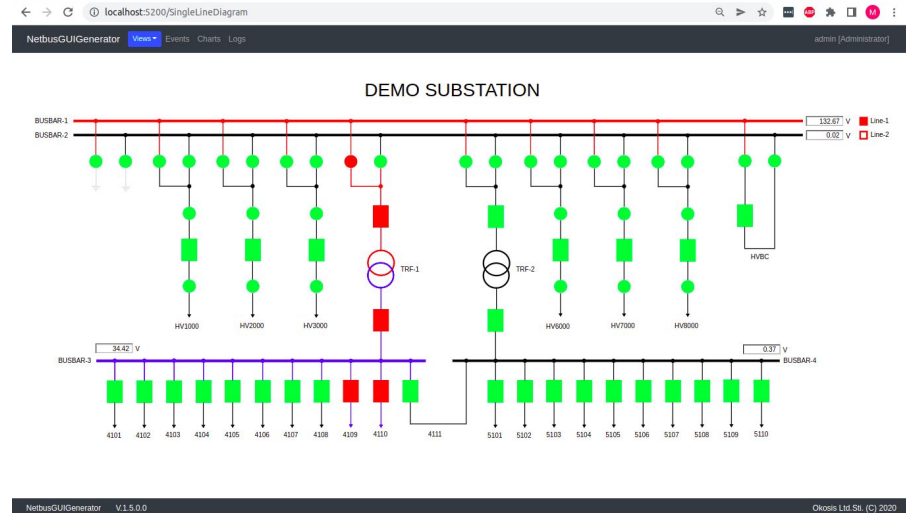 localhost:5200/SingleLineDiagram
ABP
M
NetbusGUIGenerator Views Events Charts Logs admin [Administrator]
DEMO SUBSTATION
BUSBAR-1 132.67 V Line-1
BUSBAR-2 0.02 V Line-2
HVBC
TRF-1 TRF-2
HV1000 HV2000 HV3000 HV6000 HV7000 HV8000
34.42 V 0.37 V
BUSBAR-3 BUSBAR-4
4101 4102 4103 4104 4105 4106 4107 4108 4109 4110 4111 5101 5102 5103 5104 5105 5106 5107 5108 5109 5110
NetbusGUIGenerator V.1.5.0.0 Okosis Ltd.Sti. (C) 2020